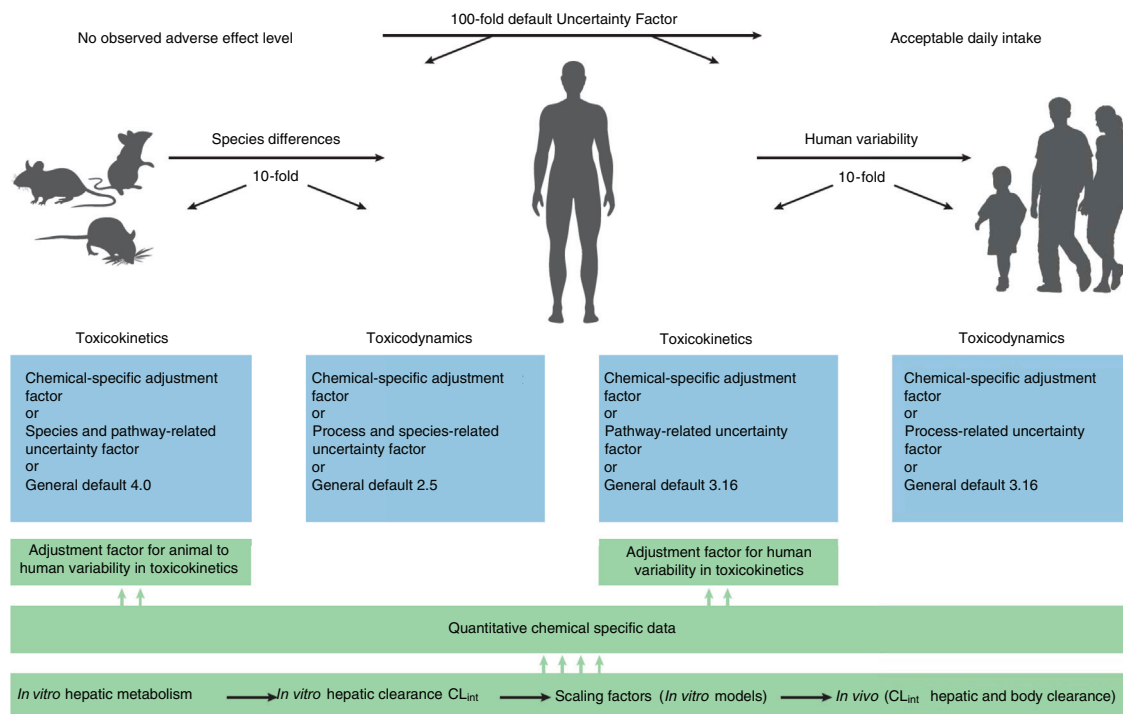 100-fold default Uncertainty Factor
No observed adverse effect level
Acceptable daily intake
Species differences
10-fold
Human variability
10-fold
Toxicokinetics
Chemical-specific adjustment
factor
or
Species and pathway-related
uncertainty factor
or
General default 4.0
Toxicodynamics
Chemical-specific adjustment
factor
or
Process and species-related
uncertainty factor
or
General default 2.5
Toxicokinetics
Chemical-specific adjustment
factor
or
Pathway-related uncertainty
factor
or
General default 3.16
Toxicodynamics
Chemical-specific adjustment
factor
or
Process-related uncertainty
factor
or
General default 3.16
Adjustment factor for animal to
human variability in toxicokinetics
Adjustment factor for human
variability in toxicokinetics
Quantitative chemical specific data
In vitro hepatic metabolism
In vitro hepatic clearance CLint
Scaling factors (In vitro models)
In vivo (CLint hepatic and body clearance)